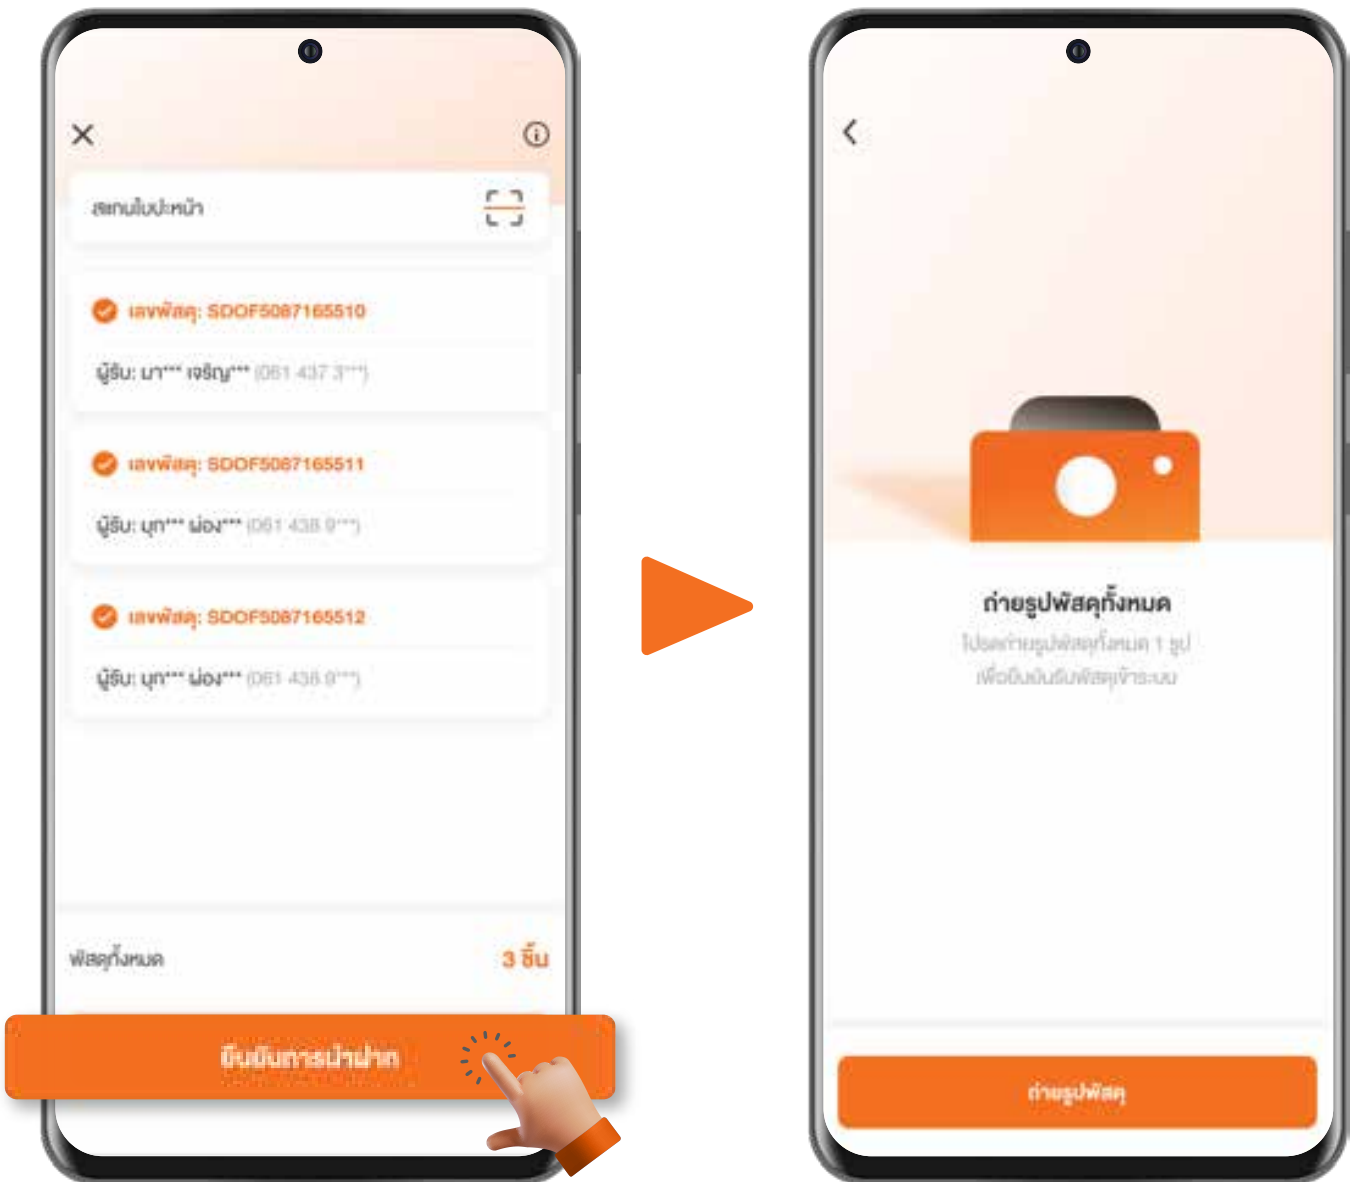 สแกนใบปะหน้า
เลขพัสดุ: SDOF5087165510
ผู้รับ: มา*** เจริญ*** (061 437 3***)
เลขพัสดุ: SDOF5087165511
ผู้รับ: บุก*** ผ่อง*** (061 438 9***)
เลขพัสดุ: SDOF5087165512
ผู้รับ: บุก*** ผ่อง*** (061 438 9***)
พัสดุทั้งหมด
3 ชิ้น
ยืนยันการนำฝาก
ถ่ายรูปพัสดุทั้งหมด
โปรดถ่ายรูปพัสดุทั้งหมด 1 รูป
เพื่อยืนยันรับพัสดุเข้าระบบ
ถ่ายรูปพัสดุ